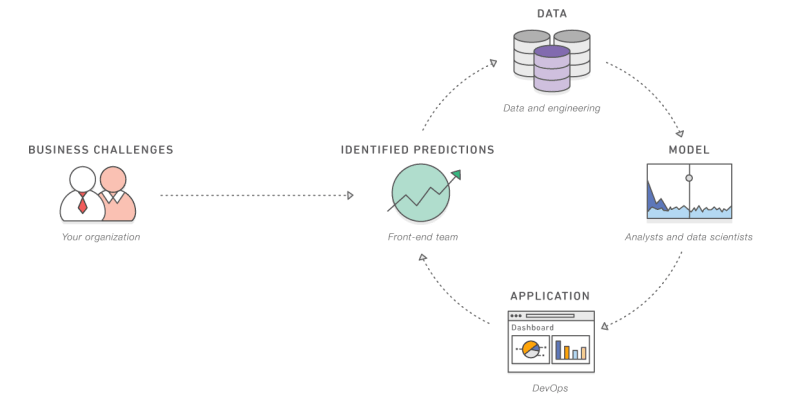 DATA
Data and engineering
BUSINESS CHALLENGES
Your organization
IDENTIFIED PREDICTIONS
Front-end team
MODEL
Analysts and data scientists
APPLICATION
Dashboard
DevOps